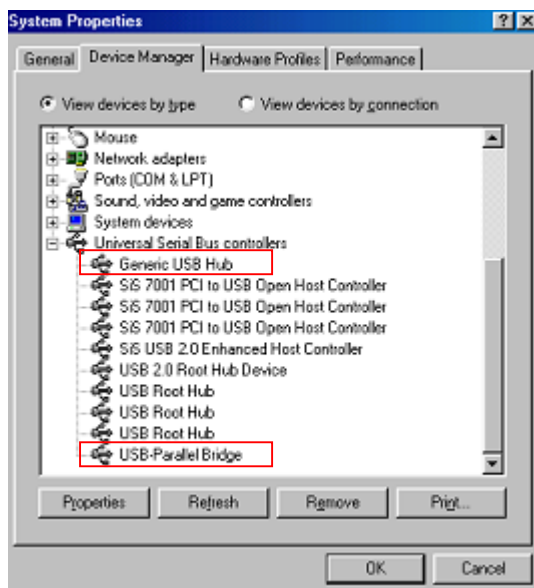 System Properties
General Device Manager Hardware Profiles Performance
View devices by type View devices by connection
Mouse
Network adapters
Ports (COM & LPT)
Sound, video and game controllers
System devices
Universal Serial Bus controllers
Generic USB Hub
SiS 7001 PCI to USB Open Host Controller
SiS 7001 PCI to USB Open Host Controller
SiS 7001 PCI to USB Open Host Controller
SiS USB 2.0 Enhanced Host Controller
USB 2.0 Root Hub Device
USB Root Hub
USB Root Hub
USB Root Hub
USB-Parallel Bridge
Properties Refresh Remove Print...
OK Cancel